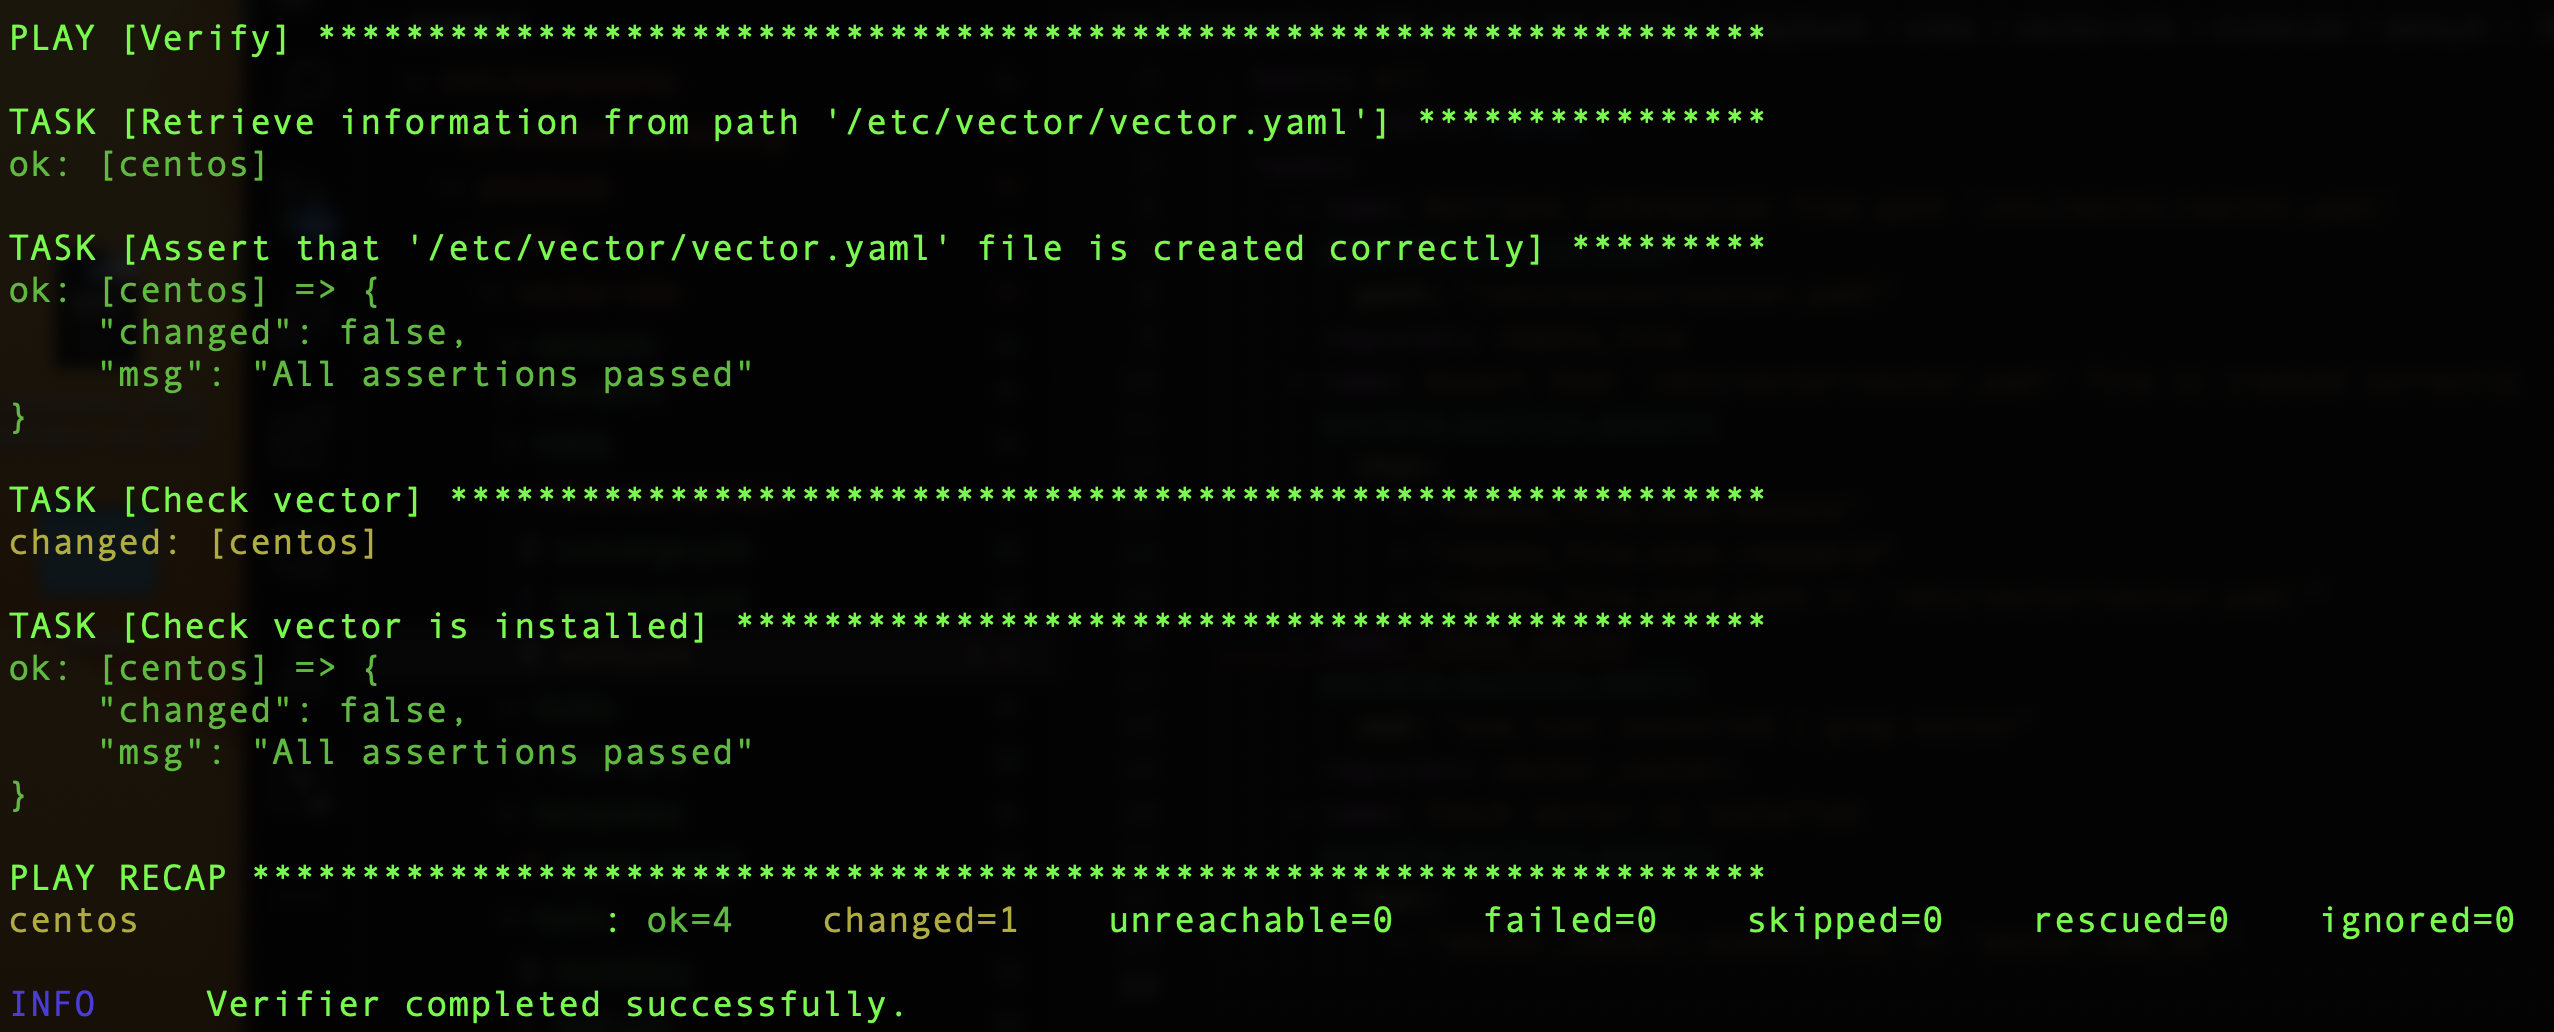 PLAY [Verify] ******************************************************************

TASK [Retrieve information from path '/etc/vector/vector.yaml'] ****************
ok: [centos]

TASK [Assert that '/etc/vector/vector.yaml' file is created correctly] *********
ok: [centos] => {
    "changed": false,
    "msg": "All assertions passed"
}

TASK [Check vector] ************************************************************
changed: [centos]

TASK [Check vector is installed] ***********************************************
ok: [centos] => {
    "changed": false,
    "msg": "All assertions passed"
}

PLAY RECAP *********************************************************************
centos                     : ok=4    changed=1    unreachable=0    failed=0    skipped=0    rescued=0    ignored=0

INFO     Verifier completed successfully.